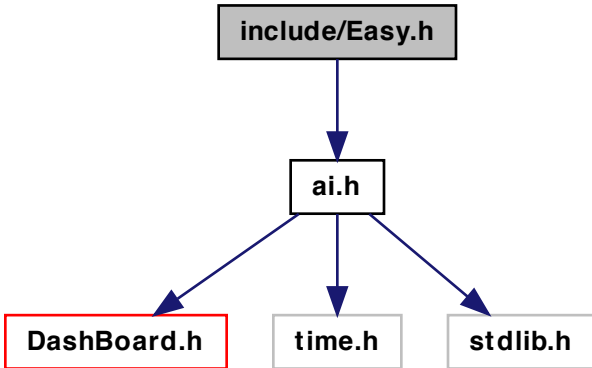 include/Easy.h
ai.h
DashBoard.h
time.h
stdlib.h